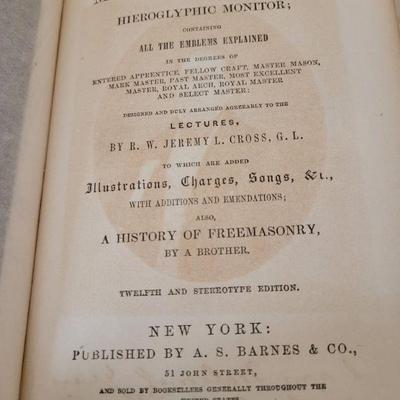 HIEROGLYPHIC MONITOR;
CONTAINING
ALL THE EMBLEMS EXPLAINED
IN THE DEGREES OF
ENTERED APPRENTICE, FELLOW CRAFT, MASTER MASON,
MARK MASTER, PAST MASTER, MOST EXCELLENT
MASTER, ROYAL ARCH, ROYAL MASTER
AND SELECT MASTER:
DESIGNED AND DULY ARRANGED AGREEABLY TO THE
LECTURES,
BY R. W. JEREMY L. CROSS, G. L.
TO WHICH ARE ADDED
Illustrations, Charges, Songs, &c.,
WITH ADDITIONS AND EMENDATIONS;
ALSO,
A HISTORY OF FREEMASONRY,
BY A BROTHER.
TWELFTH AND STEREOTYPE EDITION.
NEW YORK:
PUBLISHED BY A. S. BARNES & CO.,
51 JOHN STREET,
AND SOLD BY BOOKSELLERS GENERALLY THROUGHOUT THE
UNITED STATES